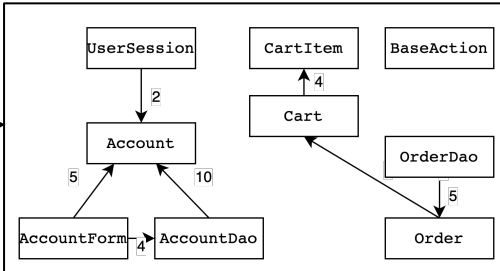 UserSession
CartItem
BaseAction
2
4
Cart
Account
OrderDao
5
10
5
AccountForm
4
AccountDao
Order